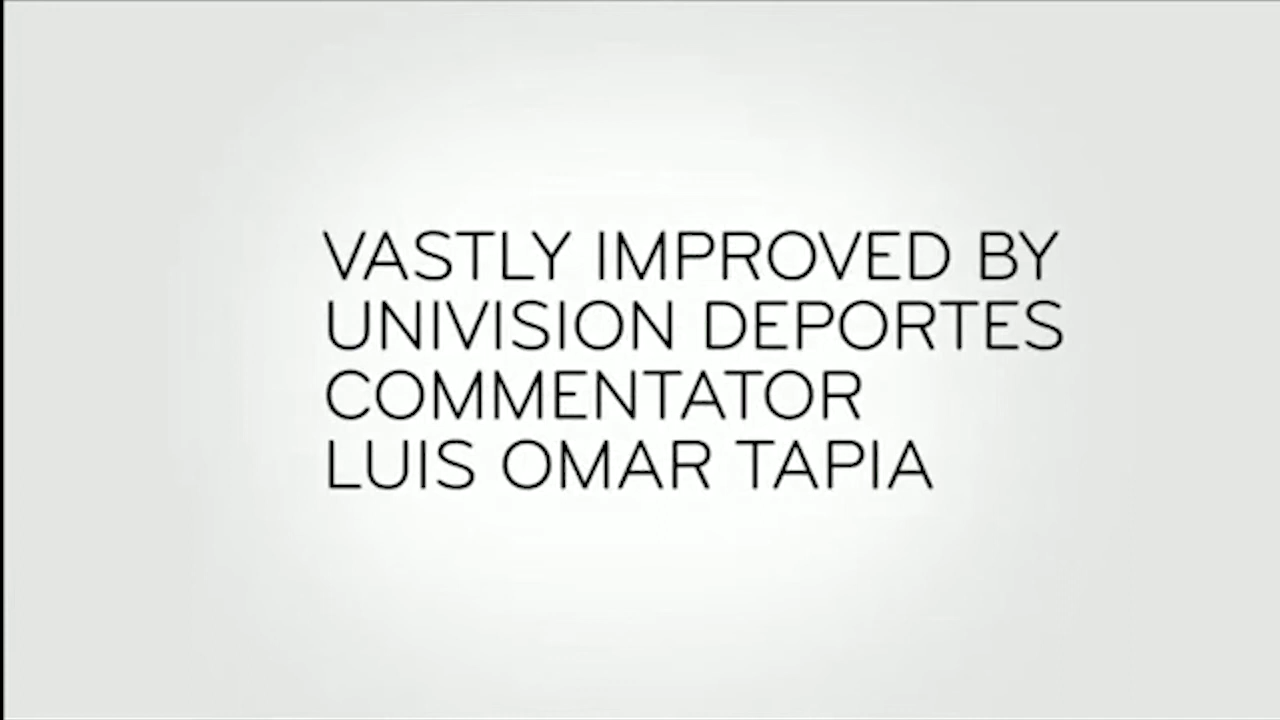 VASTLY IMPROVED BY
UNIVISION DEPORTES
COMMENTATOR
LUIS OMAR TAPIA